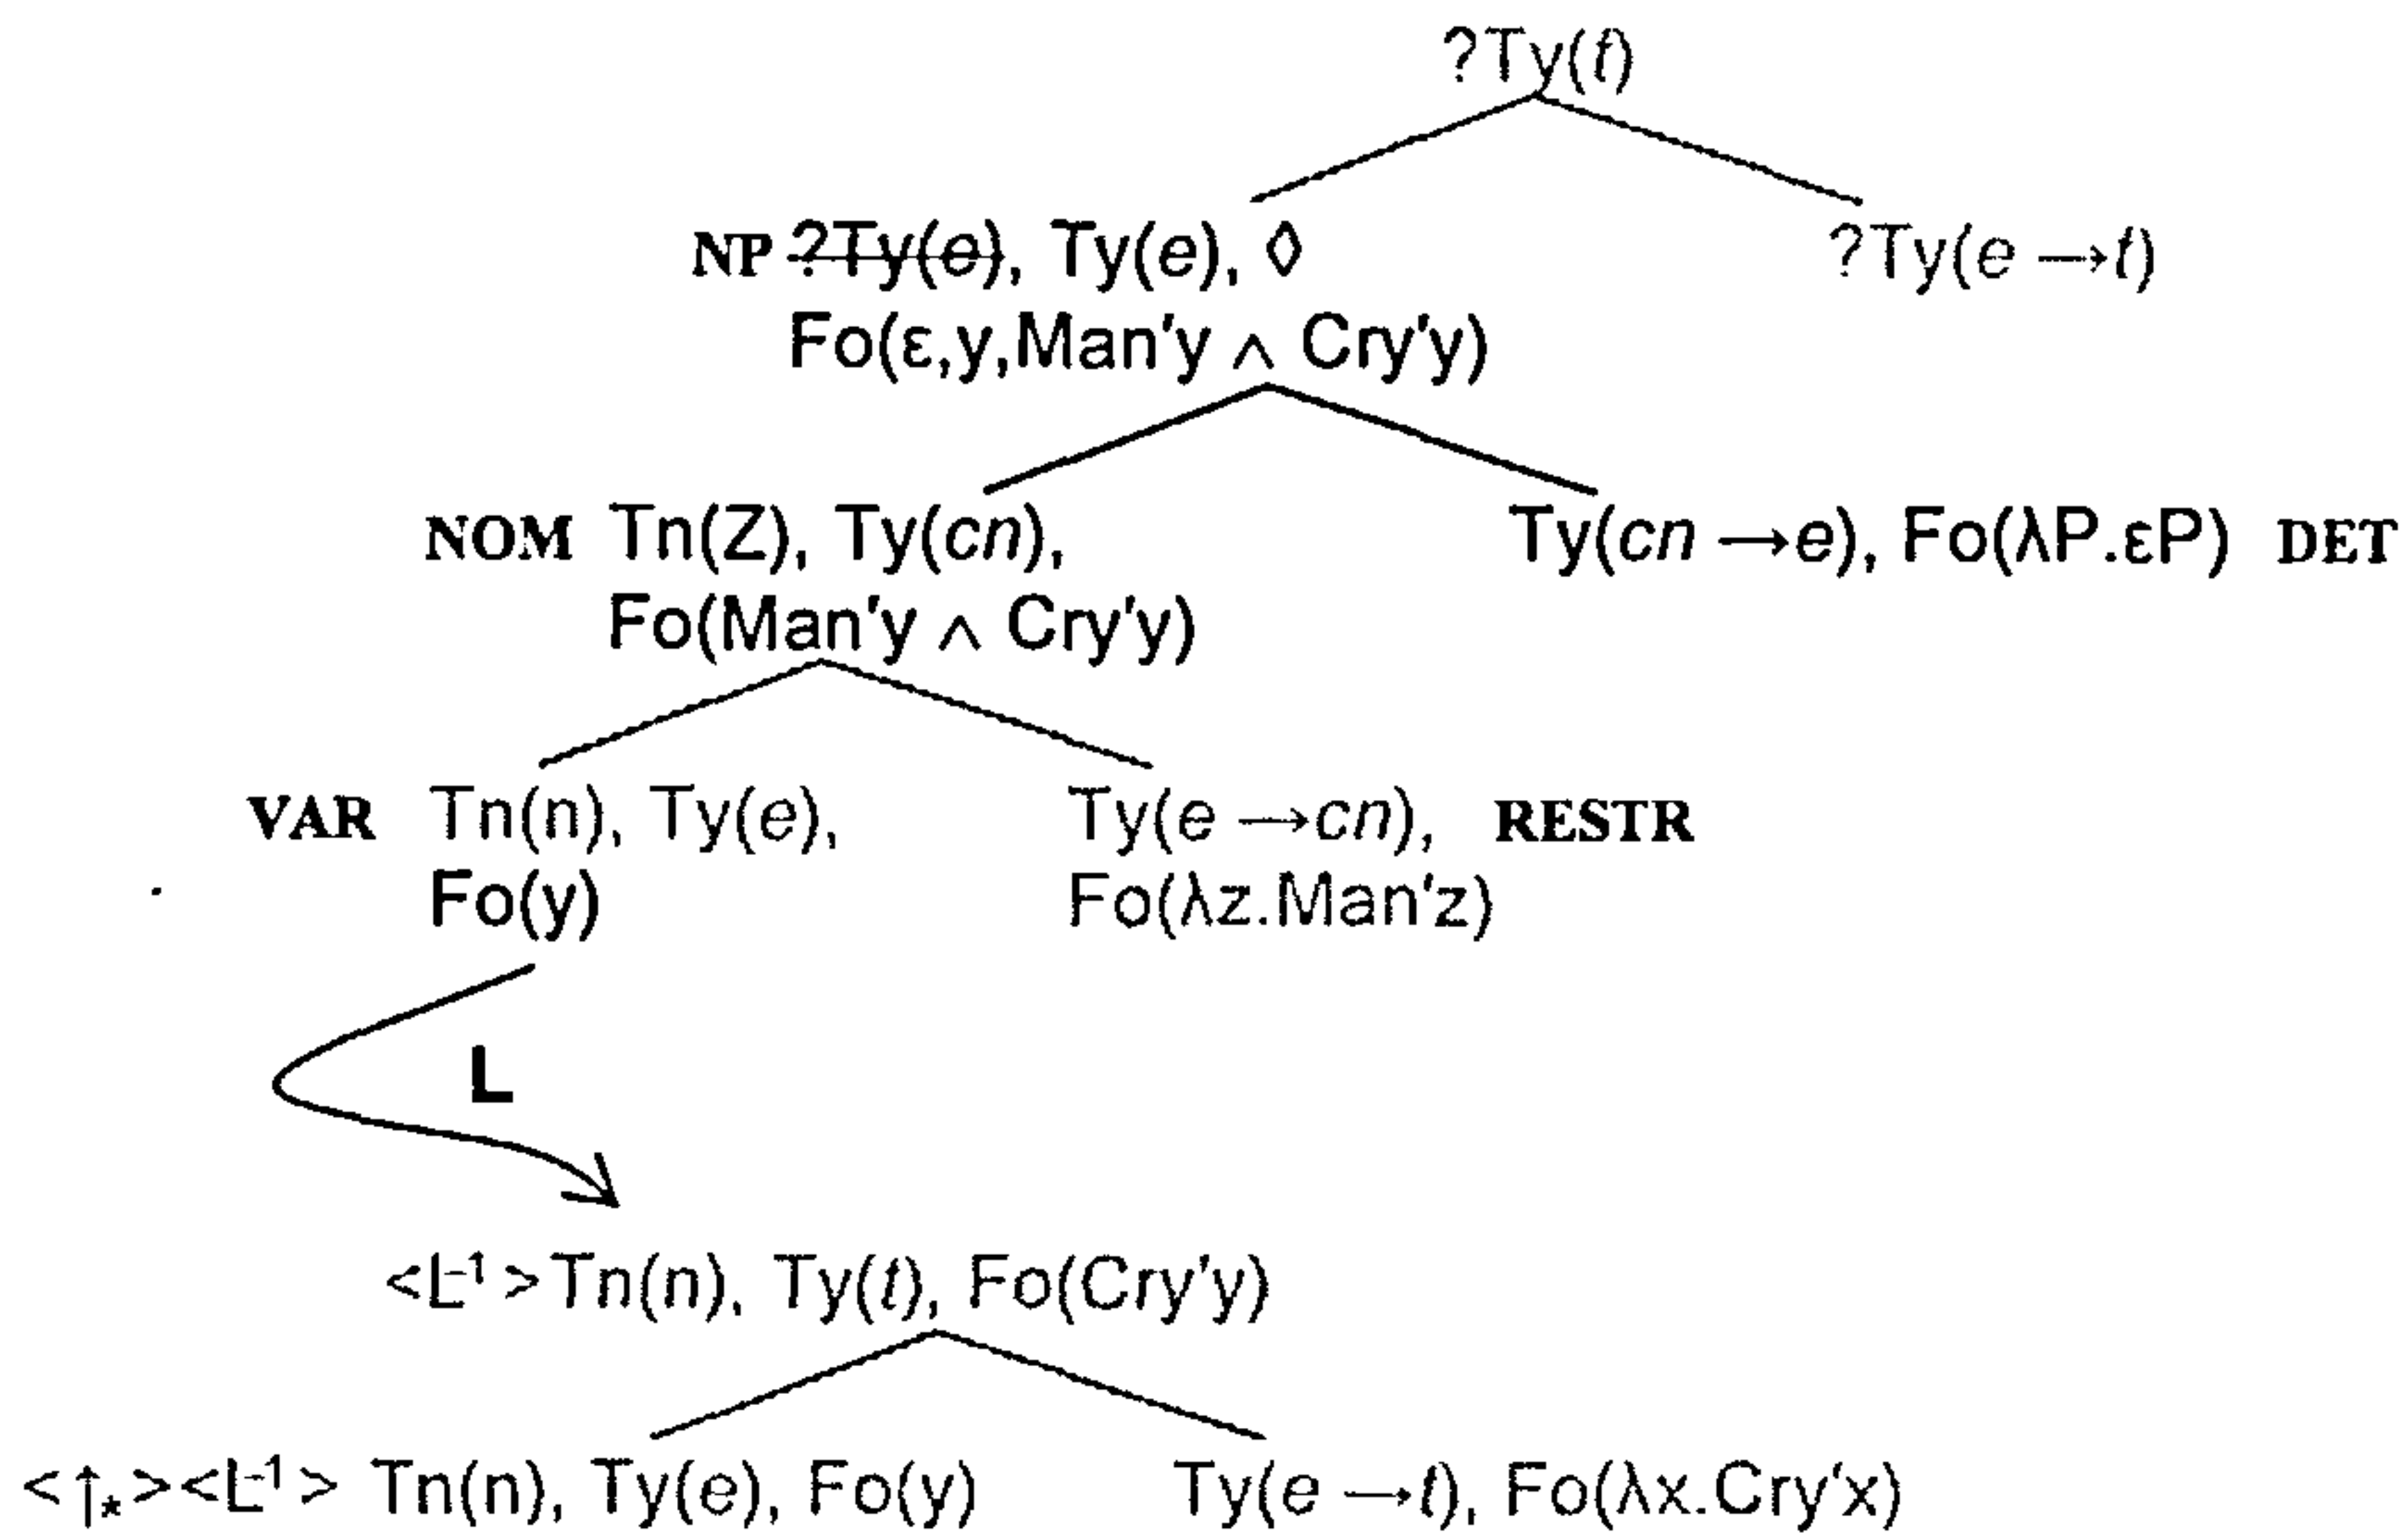 ?Ty(t)
NP ?Ty(e), Ty(e), ◊ ?Ty(e →t)
Fo(ε,y,Man'y ∧ Cry'y)
NOM Tn(Z), Ty(cn), Ty(cn →e), Fo(λP.εP) DET
Fo(Man'y ∧ Cry'y)
VAR Tn(n), Ty(e), Ty(e →cn), RESTR
Fo(y) Fo(λz.Man'z)
L
<L⁻¹>Tn(n), Ty(t), Fo(Cry'y)
<↑*><L⁻¹> Tn(n), Ty(e), Fo(y) Ty(e →t), Fo(λx.Cry'x)